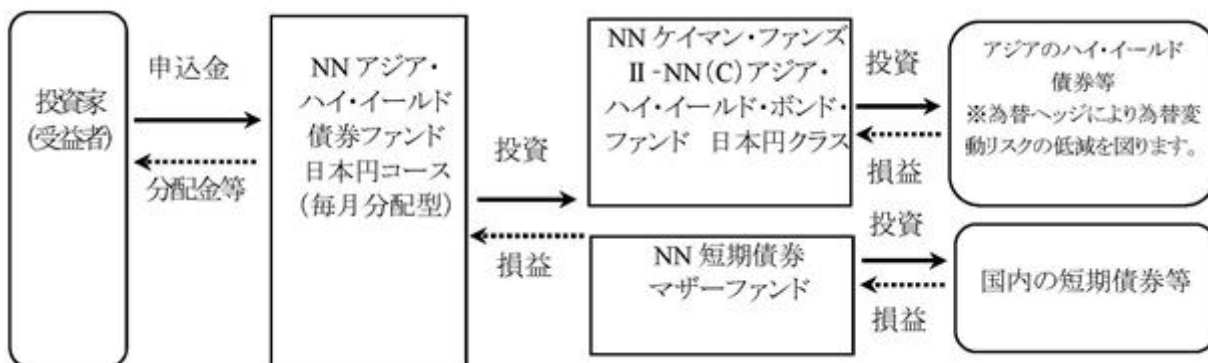 投資家
(受益者)
申込金
分配金等
NN アジア・
ハイ・イールド
債券ファンド
日本円コース
(毎月分配型)
投資
損益
NN ケイマン・ファンズ
Ⅱ-NN(C)アジア・
ハイ・イールド・ボンド・
ファンド 日本円クラス
投資
損益
アジアのハイ・イールド
債券等
※為替ヘッジにより為替変
動リスクの低減を図ります。
NN 短期債券
マザーファンド
投資
損益
国内の短期債券等